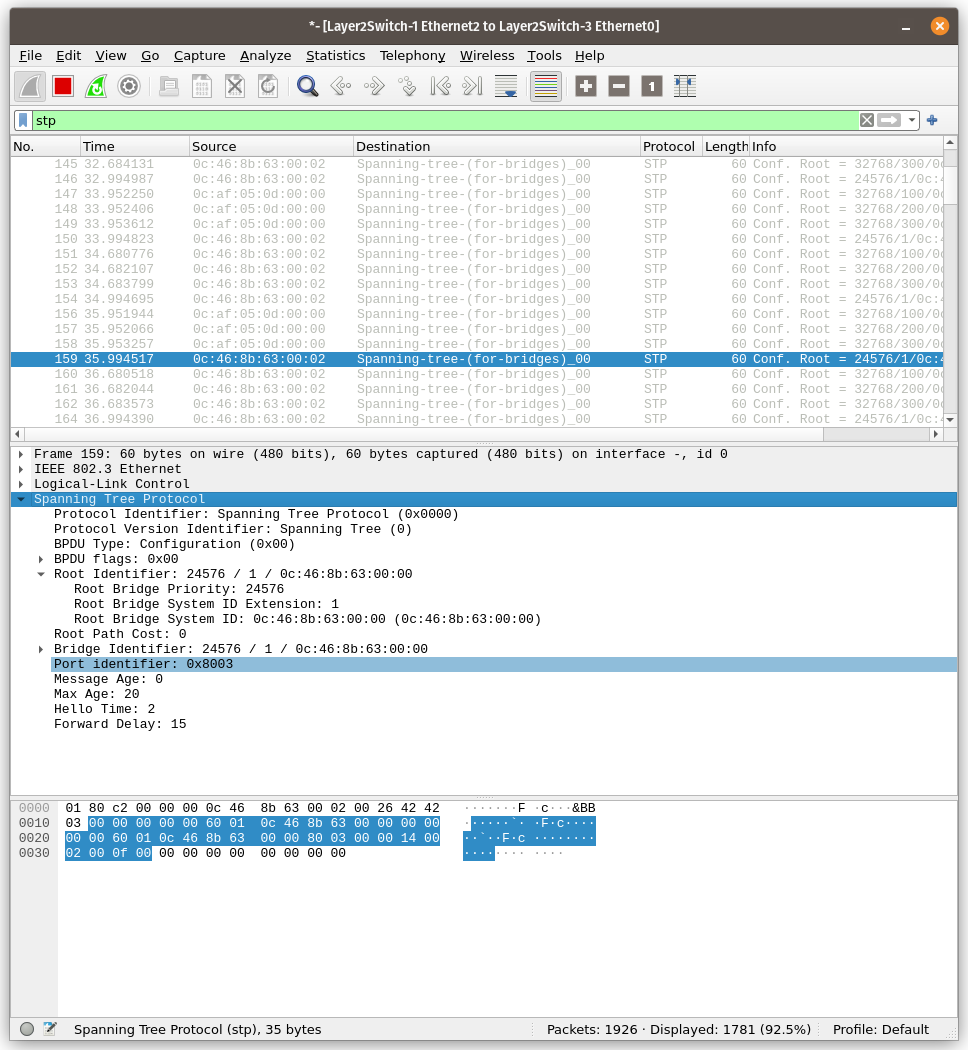 *- [Layer2Switch-1 Ethernet2 to Layer2Switch-3 Ethernet0]
File Edit View Go Capture Analyze Statistics Telephony Wireless Tools Help
1
stp
No. Time Source Destination Protocol Length Info
145 32.684131 0c:46:8b:63:00:02 Spanning-tree-(for-bridges)_00 STP 60 Conf. Root = 32768/300/0c
146 32.994987 0c:46:8b:63:00:02 Spanning-tree-(for-bridges)_00 STP 60 Conf. Root = 24576/1/0c:4
147 33.952250 0c:af:05:0d:00:00 Spanning-tree-(for-bridges)_00 STP 60 Conf. Root = 32768/100/0c
148 33.952406 0c:af:05:0d:00:00 Spanning-tree-(for-bridges)_00 STP 60 Conf. Root = 32768/200/0c
149 33.953612 0c:af:05:0d:00:00 Spanning-tree-(for-bridges)_00 STP 60 Conf. Root = 32768/300/0c
150 33.994823 0c:46:8b:63:00:02 Spanning-tree-(for-bridges)_00 STP 60 Conf. Root = 24576/1/0c:4
151 34.680776 0c:46:8b:63:00:02 Spanning-tree-(for-bridges)_00 STP 60 Conf. Root = 32768/100/0c
152 34.682107 0c:46:8b:63:00:02 Spanning-tree-(for-bridges)_00 STP 60 Conf. Root = 32768/200/0c
153 34.683799 0c:46:8b:63:00:02 Spanning-tree-(for-bridges)_00 STP 60 Conf. Root = 32768/300/0c
154 34.994695 0c:46:8b:63:00:02 Spanning-tree-(for-bridges)_00 STP 60 Conf. Root = 24576/1/0c:4
156 35.951944 0c:af:05:0d:00:00 Spanning-tree-(for-bridges)_00 STP 60 Conf. Root = 32768/100/0c
157 35.952066 0c:af:05:0d:00:00 Spanning-tree-(for-bridges)_00 STP 60 Conf. Root = 32768/200/0c
158 35.953257 0c:af:05:0d:00:00 Spanning-tree-(for-bridges)_00 STP 60 Conf. Root = 32768/300/0c
159 35.994517 0c:46:8b:63:00:02 Spanning-tree-(for-bridges)_00 STP 60 Conf. Root = 24576/1/0c:4
160 36.680518 0c:46:8b:63:00:02 Spanning-tree-(for-bridges)_00 STP 60 Conf. Root = 32768/100/0c
161 36.682044 0c:46:8b:63:00:02 Spanning-tree-(for-bridges)_00 STP 60 Conf. Root = 32768/200/0c
162 36.683573 0c:46:8b:63:00:02 Spanning-tree-(for-bridges)_00 STP 60 Conf. Root = 32768/300/0c
164 36.994390 0c:46:8b:63:00:02 Spanning-tree-(for-bridges)_00 STP 60 Conf. Root = 24576/1/0c:4
Frame 159: 60 bytes on wire (480 bits), 60 bytes captured (480 bits) on interface -, id 0
IEEE 802.3 Ethernet
Logical-Link Control
Spanning Tree Protocol
Protocol Identifier: Spanning Tree Protocol (0x0000)
Protocol Version Identifier: Spanning Tree (0)
BPDU Type: Configuration (0x00)
BPDU flags: 0x00
Root Identifier: 24576 / 1 / 0c:46:8b:63:00:00
Root Bridge Priority: 24576
Root Bridge System ID Extension: 1
Root Bridge System ID: 0c:46:8b:63:00:00 (0c:46:8b:63:00:00)
Root Path Cost: 0
Bridge Identifier: 24576 / 1 / 0c:46:8b:63:00:00
Port identifier: 0x8003
Message Age: 0
Max Age: 20
Hello Time: 2
Forward Delay: 15
0000 01 80 c2 00 00 00 0c 46 8b 63 00 02 00 26 42 42 ·······F ·c···&BB
0010 03 00 00 00 00 00 60 01 0c 46 8b 63 00 00 00 00 ······`· ·F·c····
0020 00 00 60 01 0c 46 8b 63 00 00 80 03 00 00 14 00 ··`··F·c ········
0030 02 00 0f 00 00 00 00 00 00 00 00 00 ········ ····
Spanning Tree Protocol (stp), 35 bytes Packets: 1926 · Displayed: 1781 (92.5%) Profile: Default